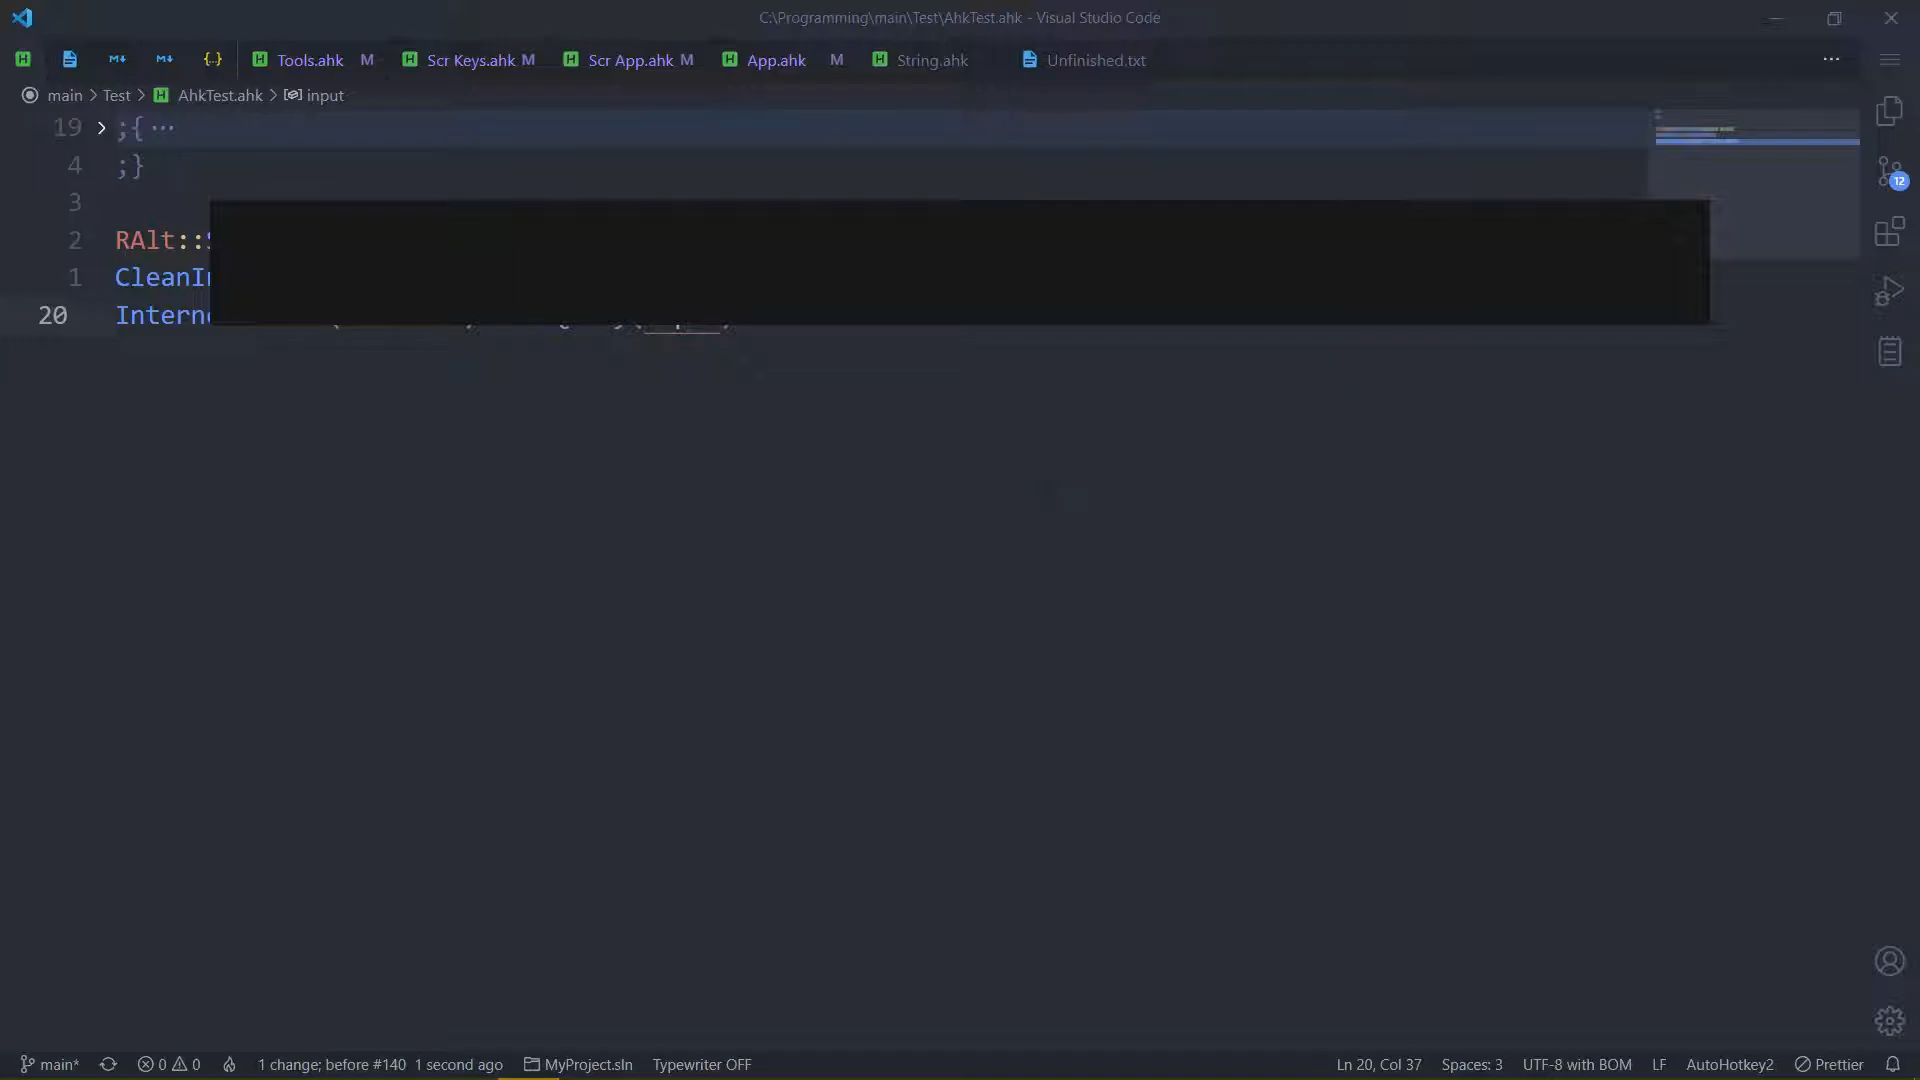 C:\Programming\main\Test\AhkTest.ahk - Visual Studio Code
Tools.ahk M Scr Keys.ahk M Scr App.ahk M App.ahk M String.ahk Unfinished.txt ...
main > Test > AhkTest.ahk > input
19 > ;{ ...
4 ;}
3
12
2 RAlt::
1 CleanI
20 Intern
main* 0 0 1 change; before #140 1 second ago MyProject.sln Typewriter OFF Ln 20, Col 37 Spaces: 3 UTF-8 with BOM LF AutoHotkey2 Prettier